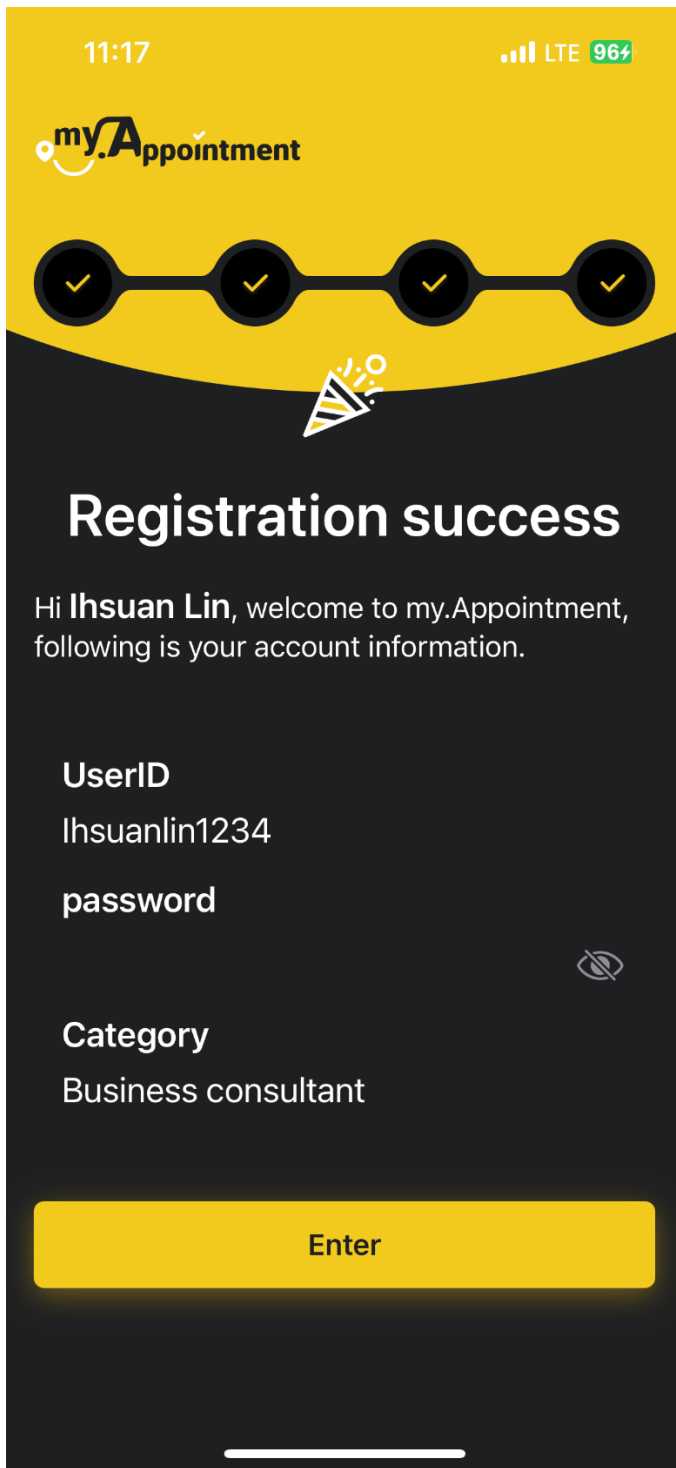 11:17
LTE 96
my.Appointment
Registration success
Hi Ihsuan Lin, welcome to my.Appointment,
following is your account information.
UserID
Ihsuanlin1234
password
Category
Business consultant
Enter